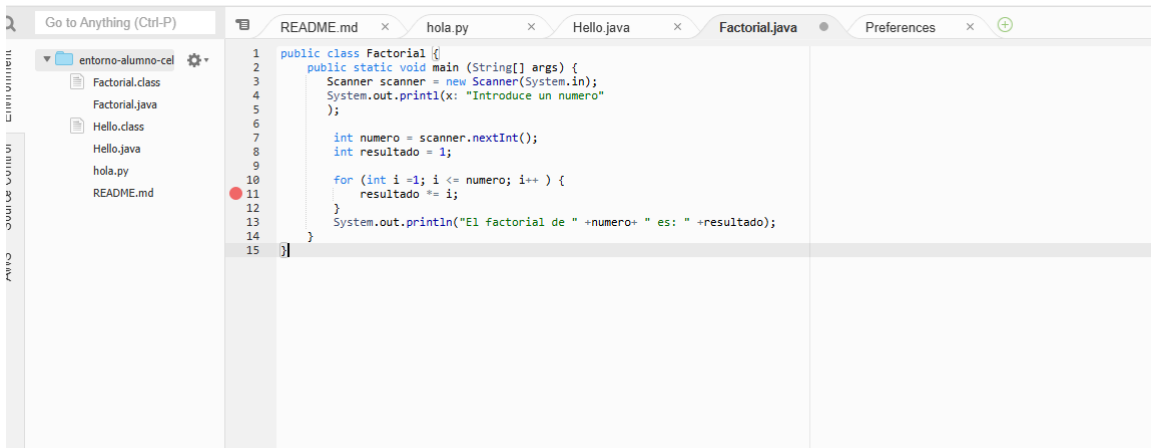 Go to Anything (Ctrl-P)
README.md × hola.py × Hello.java × Factorial.java Preferences ×
Environment
Source Control
AWS
entorno-alumno-cel
Factorial.class
Factorial.java
Hello.class
Hello.java
hola.py
README.md
1 public class Factorial {
2 public static void main (String[] args) {
3 Scanner scanner = new Scanner(System.in);
4 System.out.printl(x: "Introduce un numero"
5 );
6
7 int numero = scanner.nextInt();
8 int resultado = 1;
9
10 for (int i =1; i <= numero; i++ ) {
11 resultado *= i;
12 }
13 System.out.println("El factorial de " +numero+ " es: " +resultado);
14 }
15 }